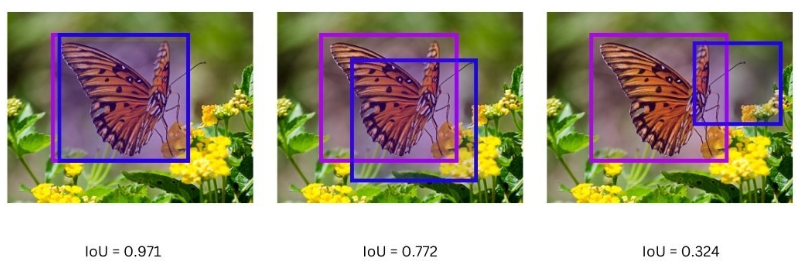 IoU = 0.971
IoU = 0.772
IoU = 0.324